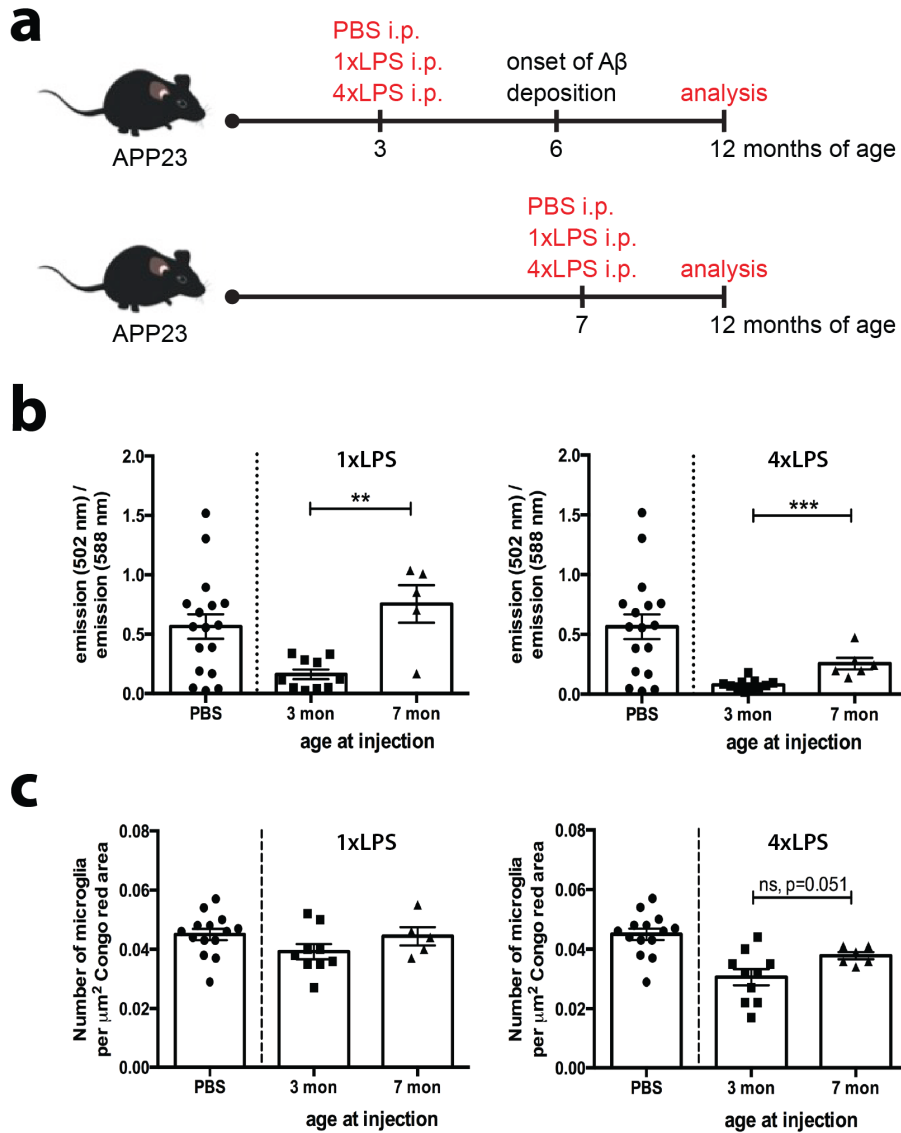 a
PBS i.p.
1xLPS i.p.
4xLPS i.p.
onset of Aβ
deposition
analysis
APP23
3
6
12 months of age
PBS i.p.
1xLPS i.p.
4xLPS i.p.
analysis
APP23
7
12 months of age
b
emission (502 nm) /
emission (588 nm)
2.0
1.5
1.0
0.5
0.0
1xLPS
**
PBS
3 mon
7 mon
age at injection
emission (502 nm) /
emission (588 nm)
2.0
1.5
1.0
0.5
0.0
4xLPS
***
PBS
3 mon
7 mon
age at injection
c
Number of microglia
per μm² Congo red area
0.08
0.06
0.04
0.02
0.00
1xLPS
PBS
3 mon
7 mon
age at injection
Number of microglia
per μm² Congo red area
0.08
0.06
0.04
0.02
0.00
4xLPS
ns, p=0.051
PBS
3 mon
7 mon
age at injection